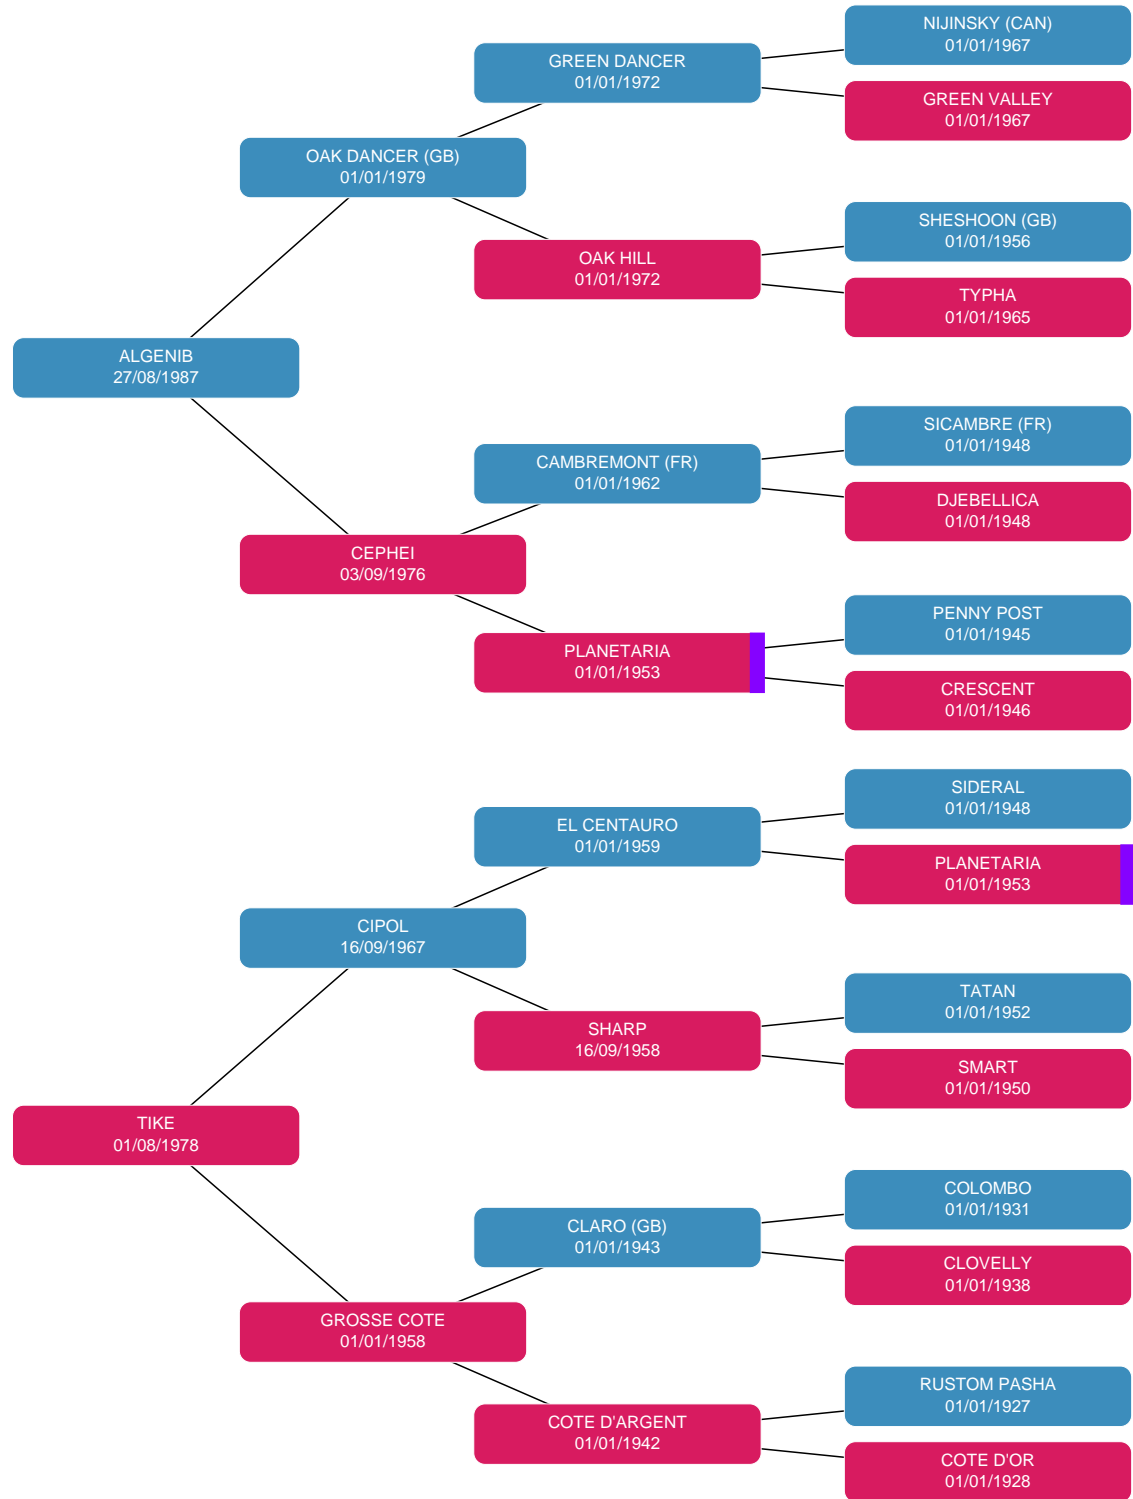 NIJINSKY (CAN)
01/01/1967
GREEN DANCER
01/01/1972
GREEN VALLEY
01/01/1967
OAK DANCER (GB)
01/01/1979
SHESHOON (GB)
01/01/1956
OAK HILL
01/01/1972
TYPHA
01/01/1965
ALGENIB
27/08/1987
SICAMBRE (FR)
01/01/1948
CAMBREMONT (FR)
01/01/1962
DJEBELLICA
01/01/1948
CEPHEI
03/09/1976
PENNY POST
01/01/1945
PLANETARIA
01/01/1953
CRESCENT
01/01/1946
SIDERAL
01/01/1948
EL CENTAURO
01/01/1959
PLANETARIA
01/01/1953
CIPOL
16/09/1967
TATAN
01/01/1952
SHARP
16/09/1958
SMART
01/01/1950
TIKE
01/08/1978
COLOMBO
01/01/1931
CLARO (GB)
01/01/1943
CLOVELLY
01/01/1938
GROSSE COTE
01/01/1958
RUSTOM PASHA
01/01/1927
COTE D'ARGENT
01/01/1942
COTE D'OR
01/01/1928